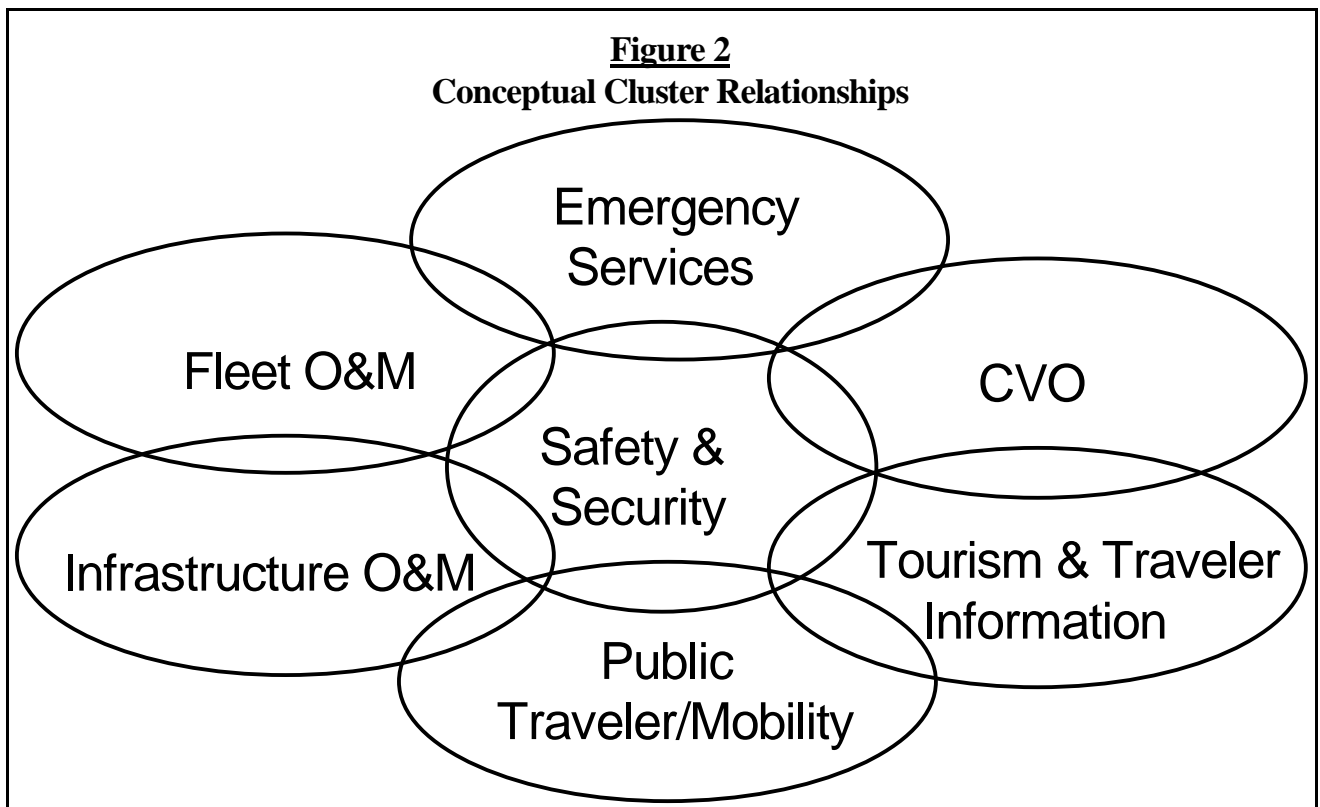 Figure 2
Conceptual Cluster Relationships
Emergency
Services
Fleet O&M
CVO
Safety &
Security
Infrastructure O&M
Tourism & Traveler
Information
Public
Traveler/Mobility